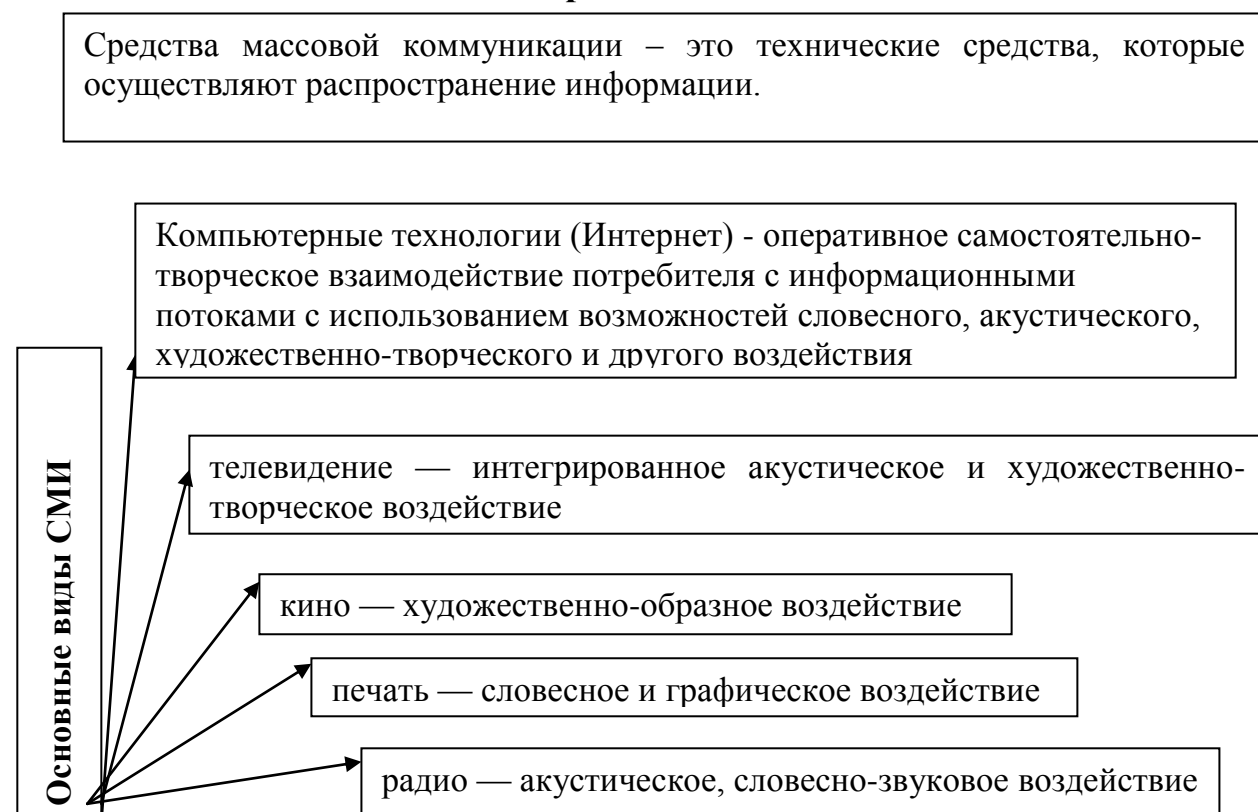 Средства массовой коммуникации – это технические средства, которые
осуществляют распространение информации.
Компьютерные технологии (Интернет) - оперативное самостоятельно-
творческое взаимодействие потребителя с информационными
потоками с использованием возможностей словесного, акустического,
художественно-творческого и другого воздействия
Основные виды СМИ
телевидение — интегрированное акустическое и художественно-
творческое воздействие
кино — художественно-образное воздействие
печать — словесное и графическое воздействие
радио — акустическое, словесно-звуковое воздействие